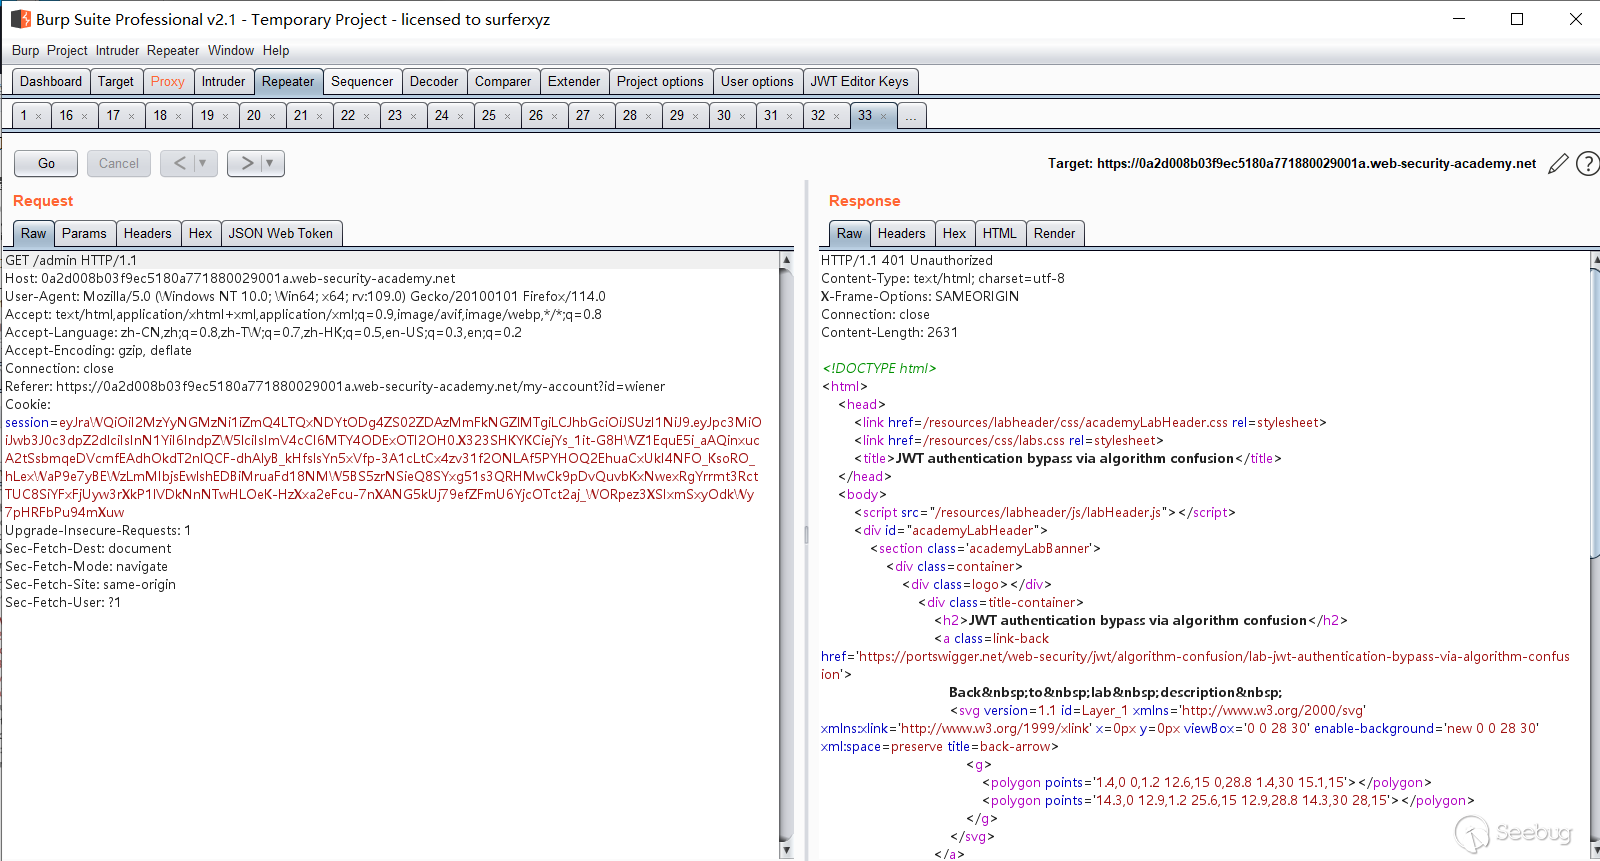 Burp Suite Professional v2.1 - Temporary Project - licensed to surferxyz
Burp Project Intruder Repeater Window Help
Dashboard Target Proxy Intruder Repeater Sequencer Decoder Comparer Extender Project options User options JWT Editor Keys
1 × 16 × 17 × 18 × 19 × 20 × 21 × 22 × 23 × 24 × 25 × 26 × 27 × 28 × 29 × 30 × 31 × 32 × 33 × ...
Go Cancel < > Target: https://0a2d008b03f9ec5180a771880029001a.web-security-academy.net ?
Request
Raw Params Headers Hex JSON Web Token
GET /admin HTTP/1.1
Host: 0a2d008b03f9ec5180a771880029001a.web-security-academy.net
User-Agent: Mozilla/5.0 (Windows NT 10.0; Win64; x64; rv:109.0) Gecko/20100101 Firefox/114.0
Accept: text/html,application/xhtml+xml,application/xml;q=0.9,image/avif,image/webp,*/*;q=0.8
Accept-Language: zh-CN,zh;q=0.8,zh-TW;q=0.7,zh-HK;q=0.5,en-US;q=0.3,en;q=0.2
Accept-Encoding: gzip, deflate
Connection: close
Referer: https://0a2d008b03f9ec5180a771880029001a.web-security-academy.net/my-account?id=wiener
Cookie:
Upgrade-Insecure-Requests: 1
Sec-Fetch-Dest: document
Sec-Fetch-Mode: navigate
Sec-Fetch-Site: same-origin
Sec-Fetch-User: ?1
Response
Raw Headers Hex HTML Render
HTTP/1.1 401 Unauthorized
Content-Type: text/html; charset=utf-8
X-Frame-Options: SAMEORIGIN
Connection: close
Content-Length: 2631
<!DOCTYPE html>
<html>
<head>
<link href=/resources/labheader/css/academyLabHeader.css rel=stylesheet>
<link href=/resources/css/labs.css rel=stylesheet>
<title>JWT authentication bypass via algorithm confusion</title>
</head>
<body>
<script src="/resources/labheader/js/labHeader.js"></script>
<div id="academyLabHeader">
<section class='academyLabBanner'>
<div class=container>
<div class=logo></div>
<div class=title-container>
<h2>JWT authentication bypass via algorithm confusion</h2>
<a class=link-back
href='https://portswigger.net/web-security/jwt/algorithm-confusion/lab-jwt-authentication-bypass-via-algorithm-confus
ion'>
Back&nbsp;to&nbsp;lab&nbsp;description&nbsp;
<svg version=1.1 id=Layer_1 xmlns='http://www.w3.org/2000/svg'
xmlns:xlink='http://www.w3.org/1999/xlink' x=0px y=0px viewBox='0 0 28 30' enable-background='new 0 0 28 30'
xml:space=preserve title=back-arrow>
<g>
<polygon points='1.4,0 0,1.2 12.6,15 0,28.8 1.4,30 15.1,15'></polygon>
<polygon points='14.3,0 12.9,1.2 25.6,15 12.9,28.8 14.3,30 28,15'></polygon>
</g>
</svg>
</a>
Seebug